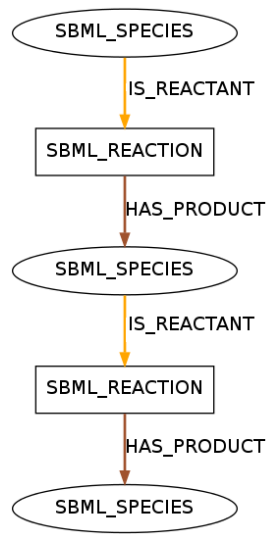 SBML_SPECIES
IS_REACTANT
SBML_REACTION
HAS_PRODUCT
SBML_SPECIES
IS_REACTANT
SBML_REACTION
HAS_PRODUCT
SBML_SPECIES